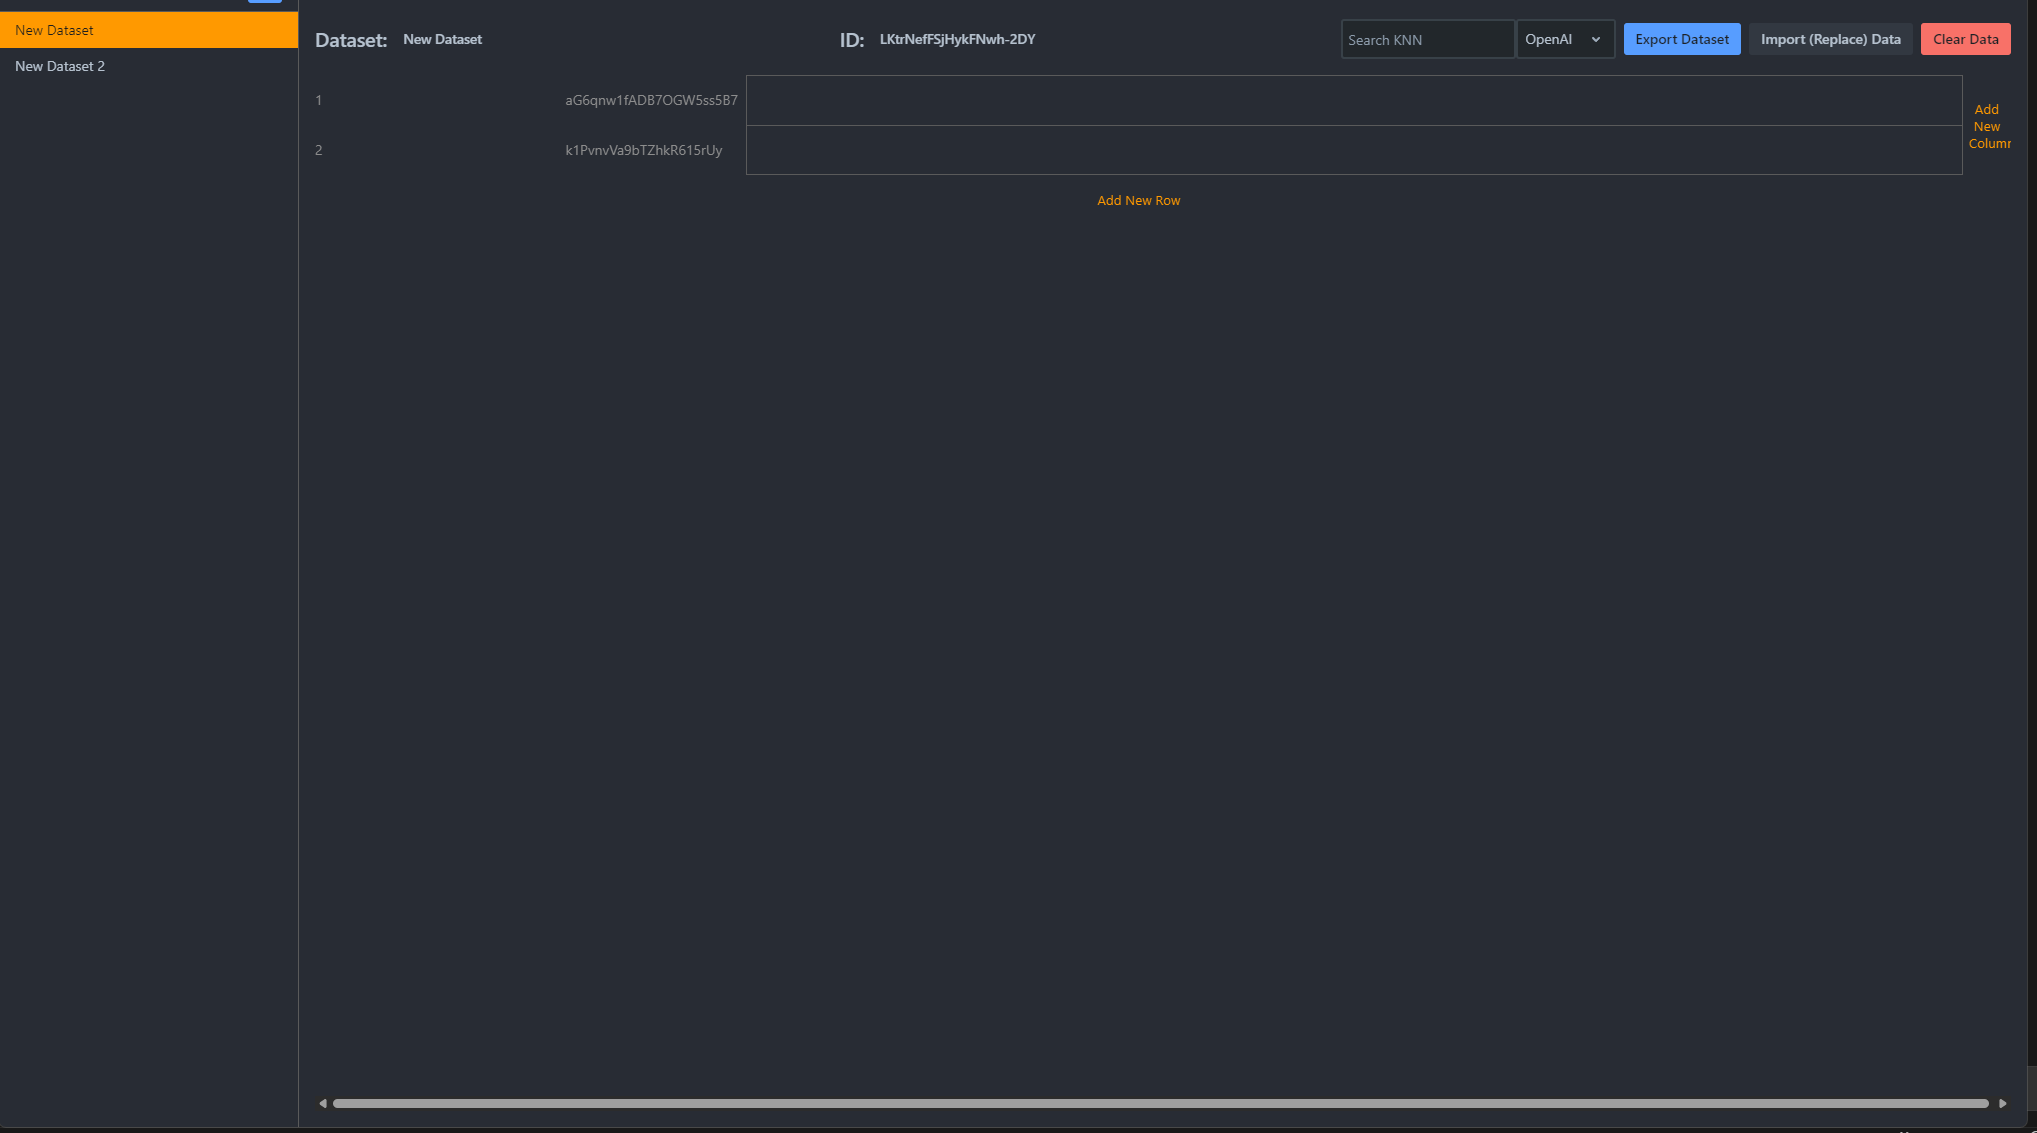 New Dataset
New Dataset 2
Dataset: New Dataset
ID: LKtrNefFSjHykFNwh-2DY
Search KNN
OpenAI
Export Dataset
Import (Replace) Data
Clear Data
1 aG6qnw1fADB7OGW5ss5B7
2 k1PvnvVa9bTZhkR615rUy
Add
New
Column
Add New Row